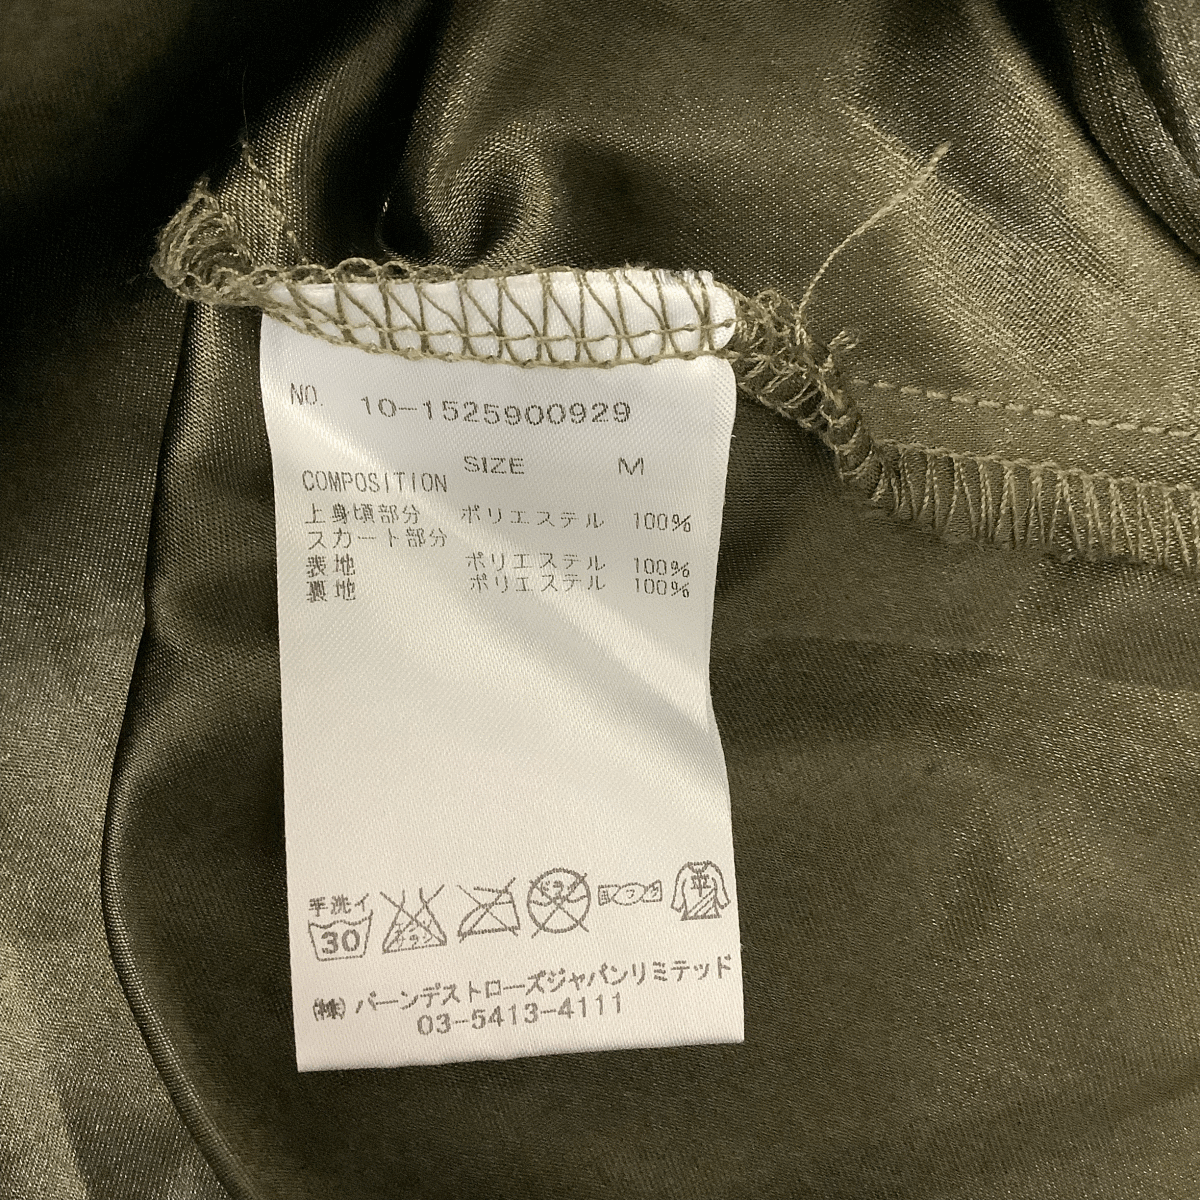 NO. 10-1525900929
SIZE M
COMPOSITION
上身頃部分 ポリエステル 100%
スカート部分
表地 ポリエステル 100%
裏地 ポリエステル 100%
手洗イ
30
平
(株) バーンデストローズジャパンリミテッド
03-5413-4111